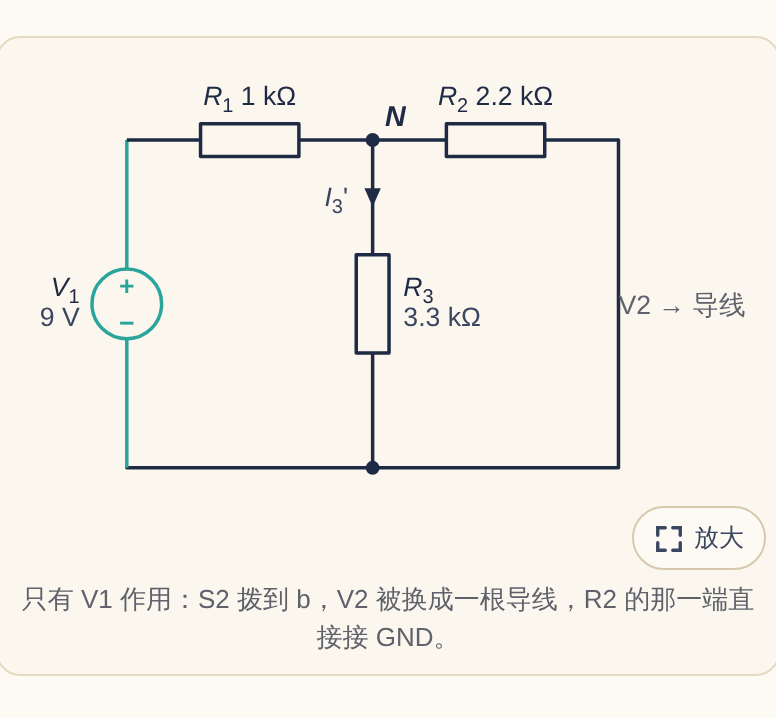 R1 1 kΩ
N
R2 2.2 kΩ
I3'
V1
9 V
+
−
R3
3.3 kΩ
V2 → 导线
放大
只有 V1 作用：S2 拨到 b，V2 被换成一根导线，R2 的那一端直
接接 GND。